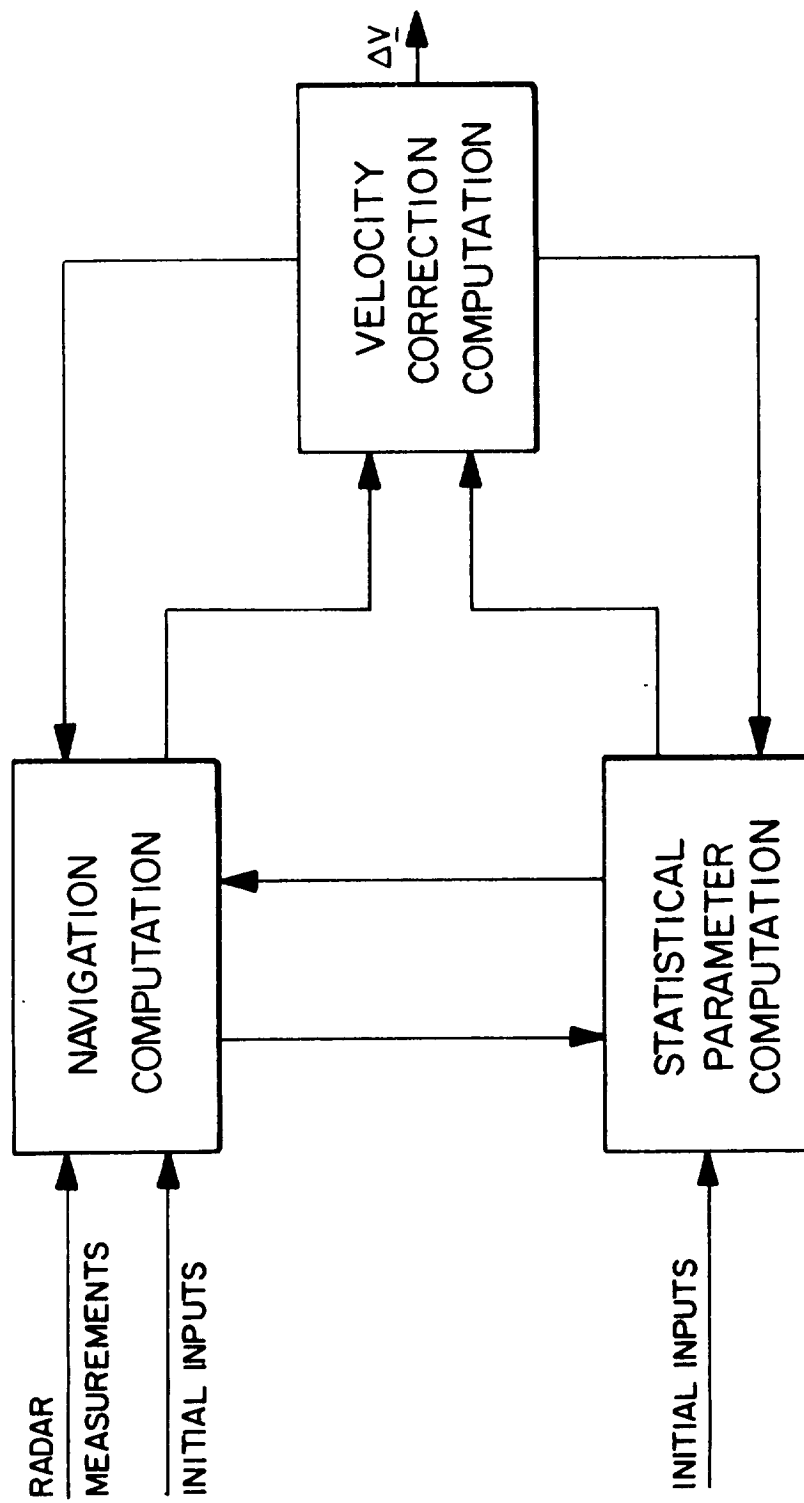 RADAR
MEASUREMENTS
INITIAL INPUTS
NAVIGATION
COMPUTATION
INITIAL INPUTS
STATISTICAL
PARAMETER
COMPUTATION
VELOCITY
CORRECTION
COMPUTATION
ΔV